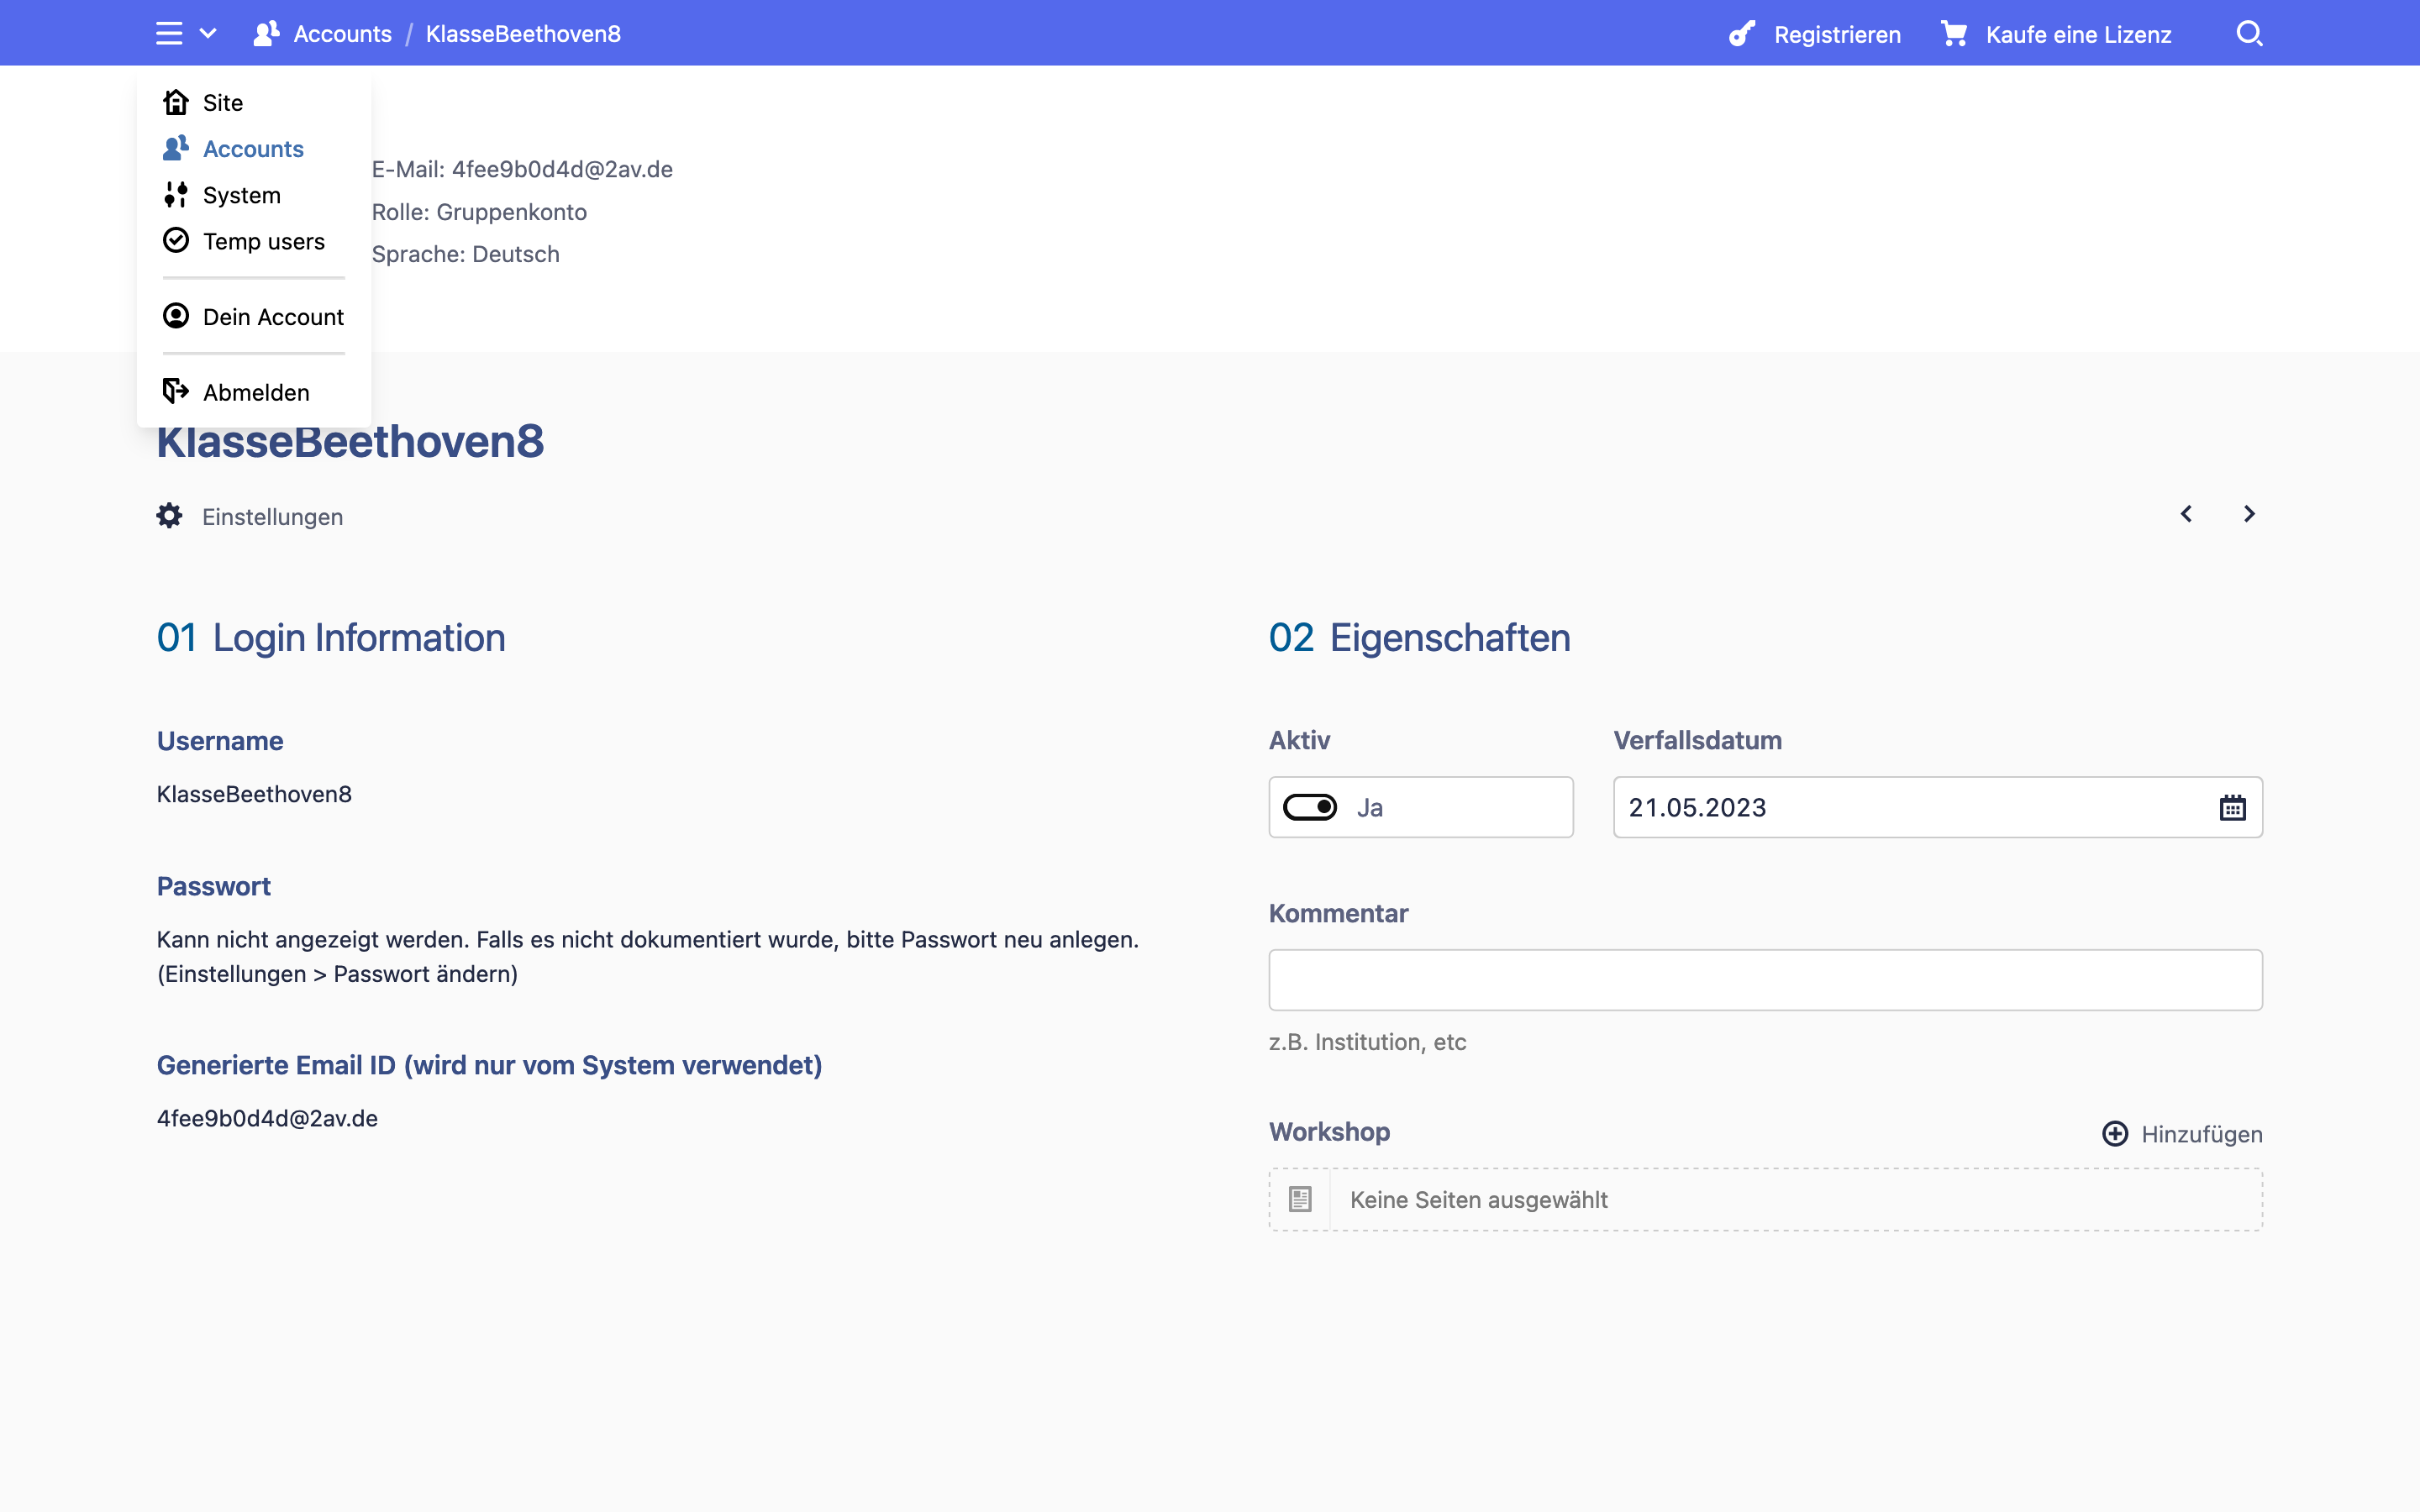 Accounts / KlasseBeethoven8
Registrieren
Kaufe eine Lizenz
Site
Accounts
System
Temp users
Dein Account
Abmelden
E-Mail: 4fee9b0d4d@2av.de
Rolle: Gruppenkonto
Sprache: Deutsch
KlasseBeethoven8
Einstellungen
01 Login Information
Username
KlasseBeethoven8
Passwort
Kann nicht angezeigt werden. Falls es nicht dokumentiert wurde, bitte Passwort neu anlegen.
(Einstellungen > Passwort ändern)
Generierte Email ID (wird nur vom System verwendet)
4fee9b0d4d@2av.de
02 Eigenschaften
Aktiv
Ja
Verfallsdatum
21.05.2023
Kommentar
z.B. Institution, etc
Workshop
Hinzufügen
Keine Seiten ausgewählt